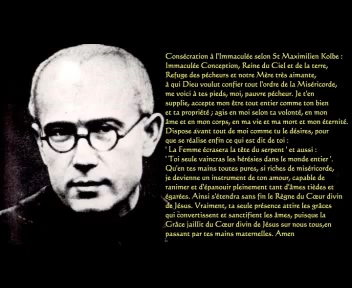 Consécration à l'Immaculée selon St Maximilien Kolbe :
Immaculée Conception, Reine du Ciel et de la terre,
Refuge des pécheurs et notre Mère très aimante,
à qui Dieu voulut confier tout l'ordre de la Miséricorde,
me voici à tes pieds, moi, pauvre pécheur. Je t'en
supplie, accepte mon être tout entier comme ton bien
et ta propriété ; agis en moi selon ta volonté, en mon
âme et en mon corps, en ma vie et ma mort et mon éternité.
Dispose avant tout de moi comme tu le désires, pour
que se réalise enfin ce qui est dit de toi :
' La Femme écrasera la tête du serpent ' et aussi :
' Toi seule vaincras les hérésies dans le monde entier '.
Qu'en tes mains toutes pures, si riches de miséricorde,
je devienne un instrument de ton amour, capable de
ranimer et d'épanouir pleinement tant d'âmes tièdes et
égarées. Ainsi s'étendra sans fin le Règne du Cœur divin
de Jésus. Vraiment, ta seule présence attire les grâces
qui convertissent et sanctifient les âmes, puisque la
Grâce jaillit du Cœur divin de Jésus sur nous tous,en
passant par tes mains maternelles. Amen